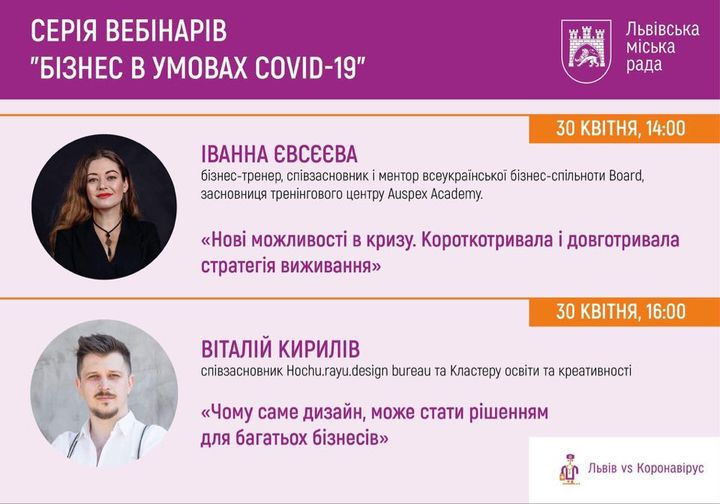 СЕРІЯ ВЕБІНАРІВ
"БІЗНЕС В УМОВАХ COVID-19"
Львівська
міська
рада
30 КВІТНЯ, 14:00
ІВАННА ЄВСЄЄВА
бізнес-тренер, співзасновник і ментор всеукраїнської бізнес-спільноти Board,
засновниця тренінгового центру Auspex Academy.
«Нові можливості в кризу. Короткотривала і довготривала
стратегія виживання»
30 КВІТНЯ, 16:00
ВІТАЛІЙ КИРИЛІВ
співзасновник Hochu.rayu.design bureau та Кластеру освіти та креативності
«Чому саме дизайн, може стати рішенням
для багатьох бізнесів»
Львів vs Коронавірус